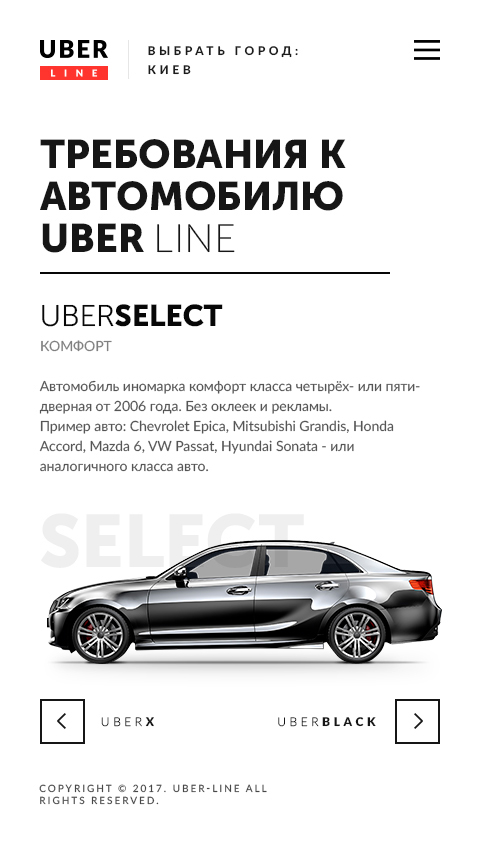 UBER
LINE
ВЫБРАТЬ ГОРОД:
КИЕВ
ТРЕБОВАНИЯ К
АВТОМОБИЛЮ
UBER LINE
UBERSELECT
КОМФОРТ
Автомобиль иномарка комфорт класса четырёх- или пяти-
дверная от 2006 года. Без оклеек и рекламы.
Пример авто: Chevrolet Epica, Mitsubishi Grandis, Honda
Accord, Mazda 6, VW Passat, Hyundai Sonata - или
аналогичного класса авто.
SELECT
UBERX
UBERBLACK
COPYRIGHT © 2017. UBER-LINE ALL
RIGHTS RESERVED.